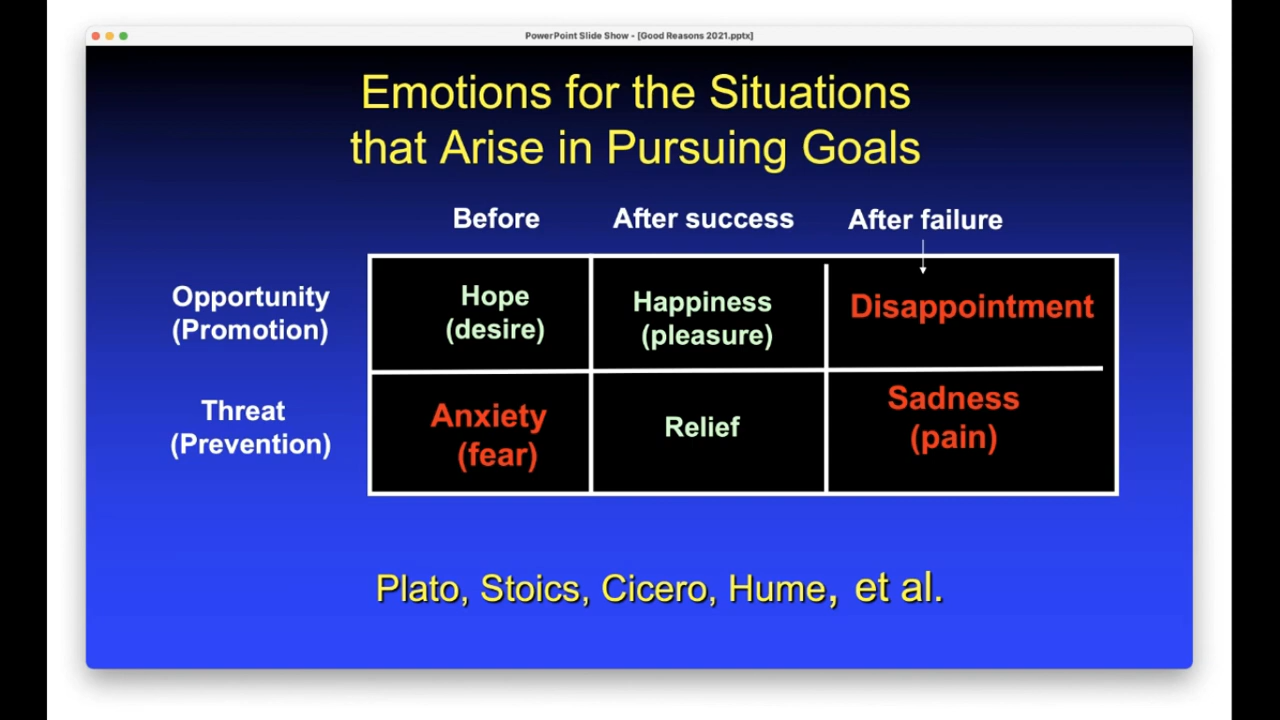 PowerPoint Slide Show - [Good Reasons 2021.pptx]
Emotions for the Situations
that Arise in Pursuing Goals
Before
After success
After failure
Opportunity
(Promotion)
Hope
(desire)
Happiness
(pleasure)
Disappointment
Threat
(Prevention)
Anxiety
(fear)
Relief
Sadness
(pain)
Plato, Stoics, Cicero, Hume, et al.